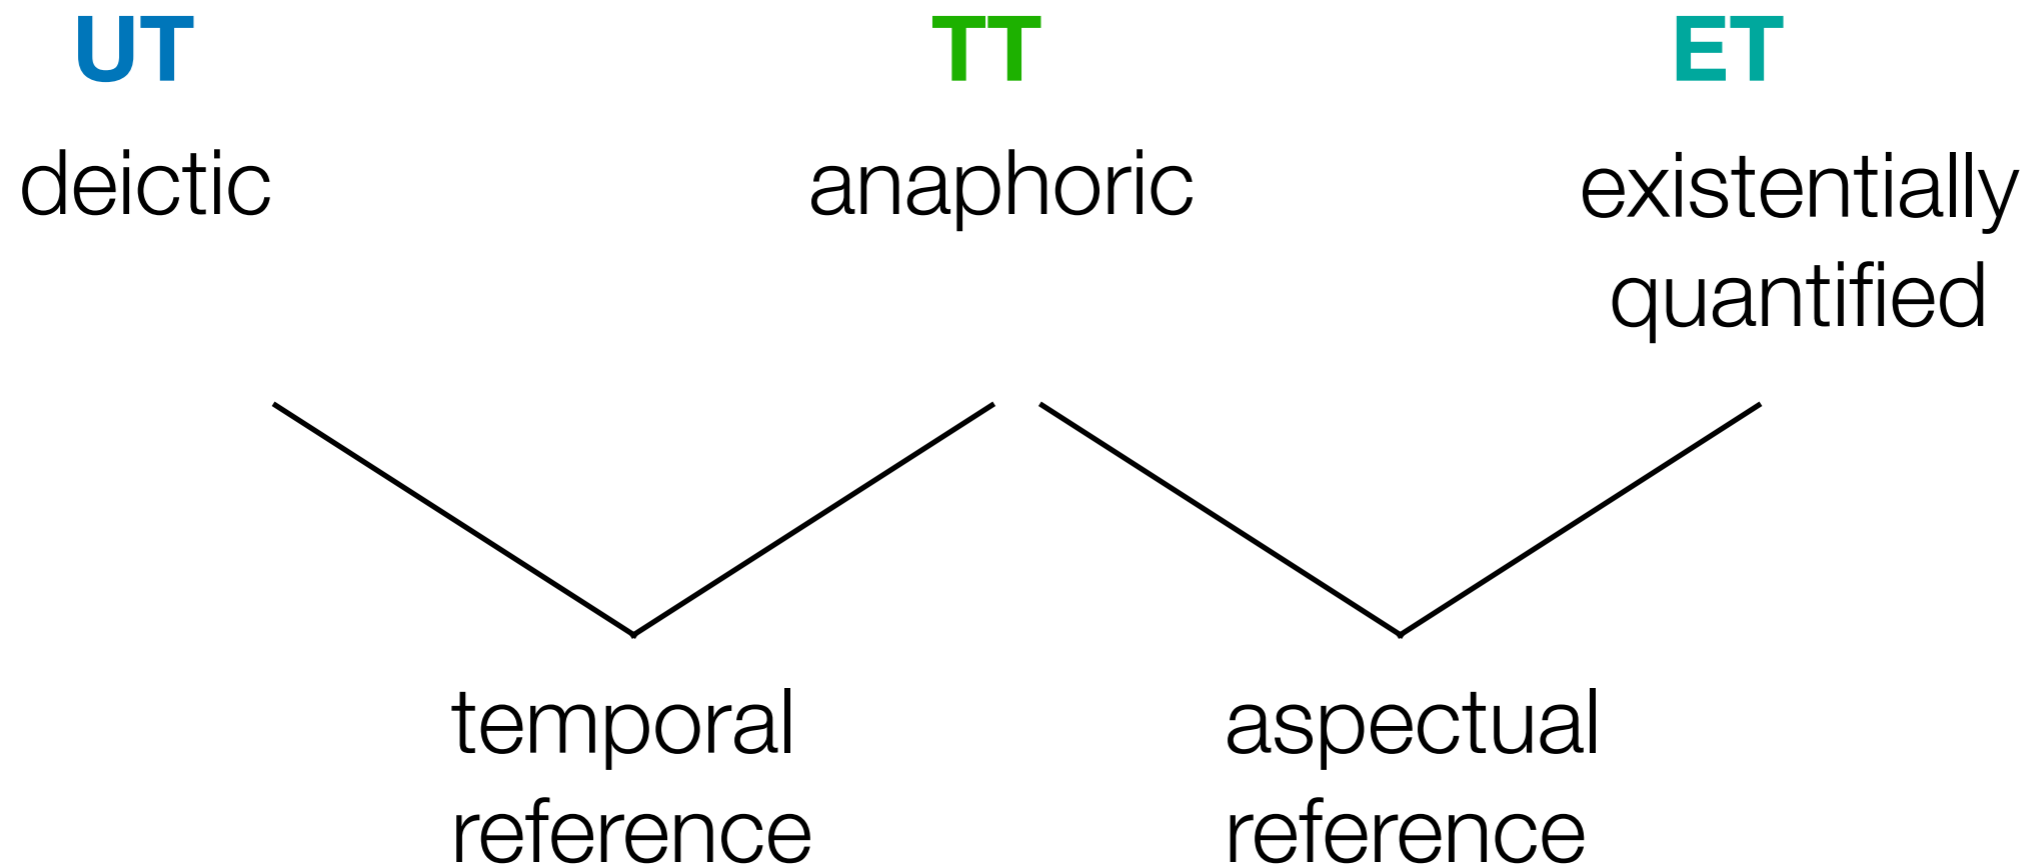 UT TT ET
deictic anaphoric existentially
quantified
temporal aspectual
reference reference